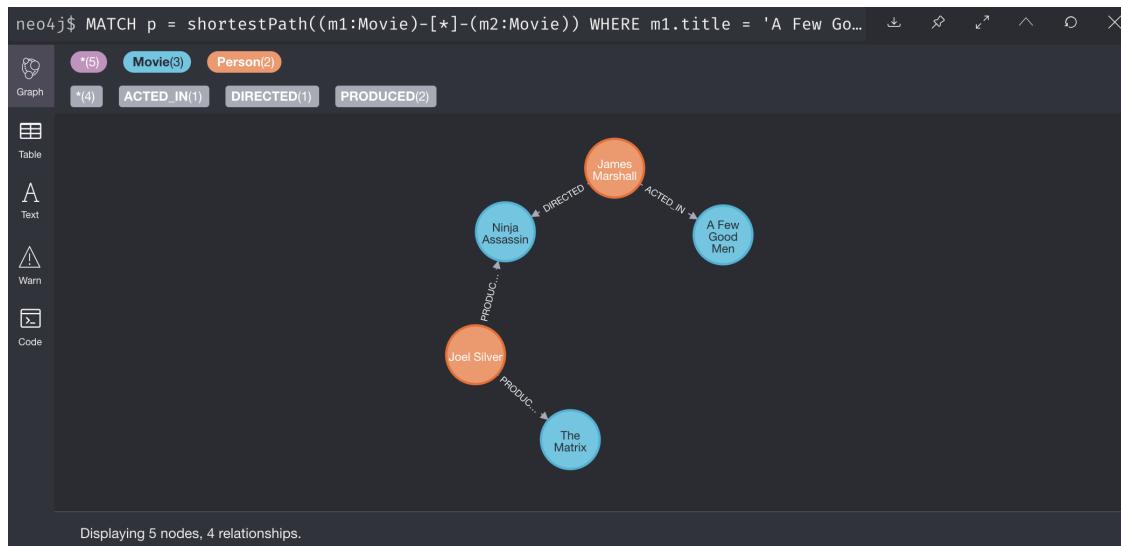 neo4j$ MATCH p = shortestPath((m1:Movie)-[*]-(m2:Movie)) WHERE m1.title = 'A Few Go…
Graph
*(5) Movie(3) Person(2)
*(4) ACTED_IN(1) DIRECTED(1) PRODUCED(2)
Table
Text
Warn
Code
James
Marshall
DIRECTED
ACTED_IN
Ninja
Assassin
A Few
Good
Men
PRODUC…
Joel Silver
PRODUC…
The
Matrix
Displaying 5 nodes, 4 relationships.